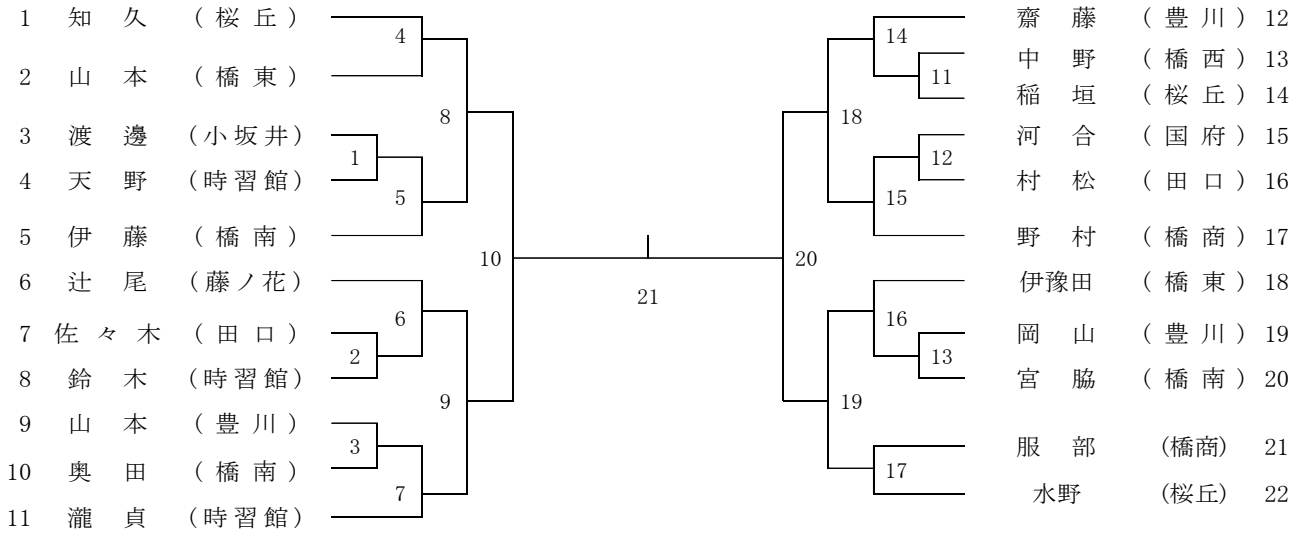 1 知久 (桜丘)
2 山本 (橋東)
3 渡邊 (小坂井)
4 天野 (時習館)
5 伊藤 (橋南)
6 辻尾 (藤ノ花)
7 佐々木 (田口)
8 鈴木 (時習館)
9 山本 (豊川)
10 奥田 (橋南)
11 瀧貞 (時習館)
4
8
1
5
10
6
2
9
3
7
21
14
11
18
12
15
20
16
13
19
17
齋藤 (豊川) 12
中野 (橋西) 13
稲垣 (桜丘) 14
河合 (国府) 15
村松 (田口) 16
野村 (橋商) 17
伊豫田 (橋東) 18
岡山 (豊川) 19
宮脇 (橋南) 20
服部 (橋商) 21
水野 (桜丘) 22